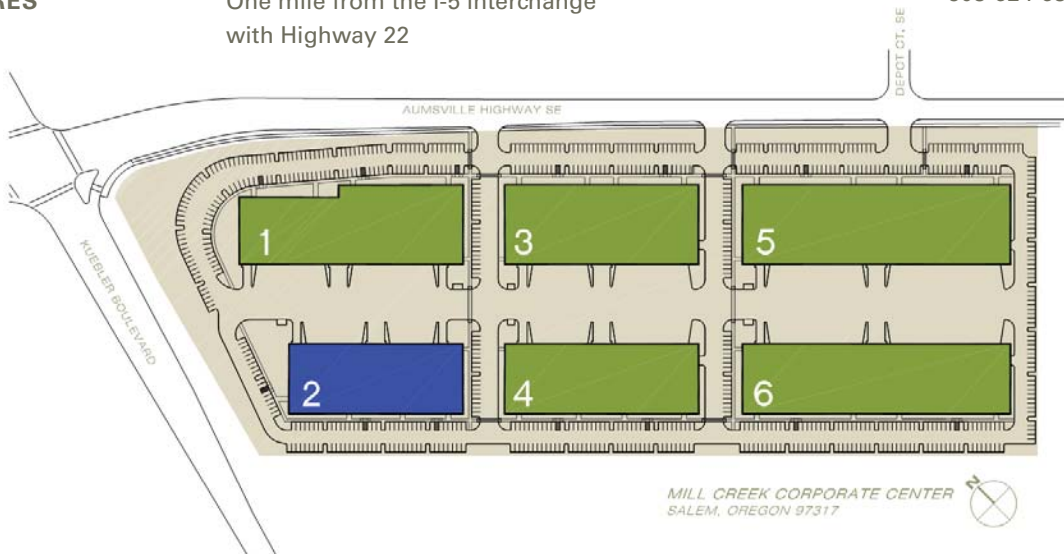 One mile from the I-5 interchange
with Highway 22
DEPOT CT. SE
AUMSVILLE HIGHWAY SE
KUEBLER BOULEVARD
1
3
5
2
4
6
MILL CREEK CORPORATE CENTER
SALEM, OREGON 97317
N